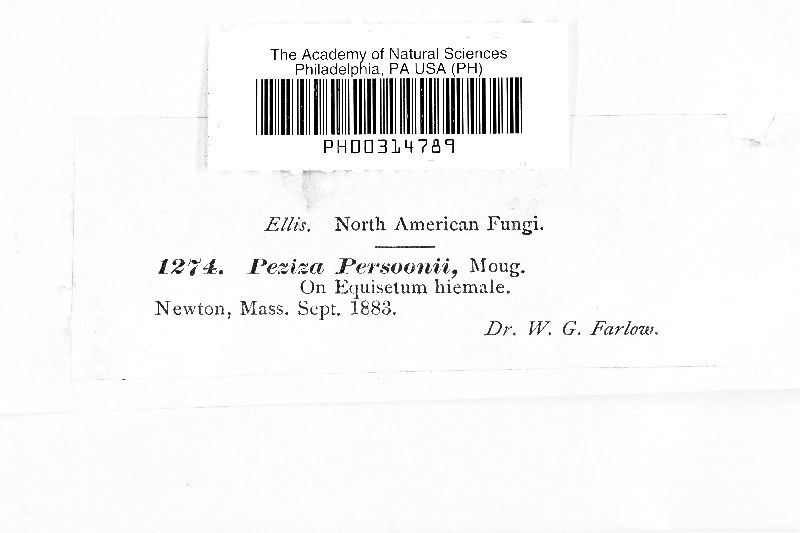 The Academy of Natural Sciences
Philadelphia, PA USA (PH)
PH00314789
Ellis. North American Fungi.
1274. Peziza Persoonii, Moug.
On Equisetum hiemale.
Newton, Mass. Sept. 1883.
Dr. W. G. Farlow.